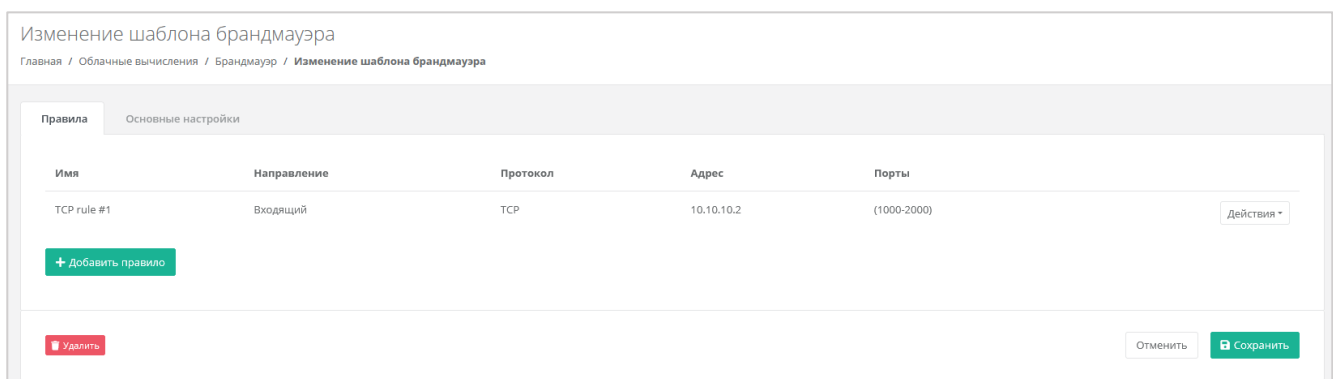 Изменение шаблона брандмауэра
Главная / Облачные вычисления / Брандмауэр / Изменение шаблона брандмауэра
Правила Основные настройки
Имя Направление Протокол Адрес Порты
TCP rule #1 Входящий TCP 10.10.10.2 (1000-2000) Действия
+ Добавить правило
Удалить Отменить Сохранить